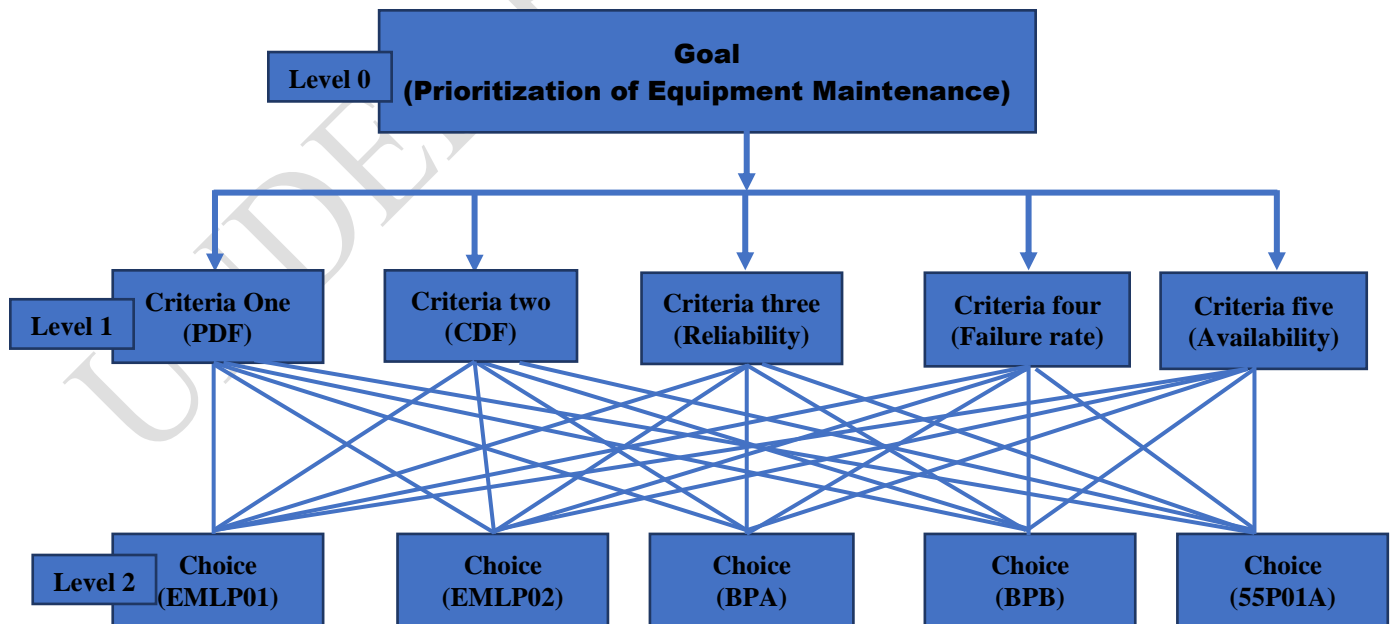 Goal
(Prioritization of Equipment Maintenance)
Level 0
Criteria One
(PDF)
Criteria two
(CDF)
Criteria three
(Reliability)
Criteria four
(Failure rate)
Criteria five
(Availability)
Level 1
Choice
(EMLP01)
Choice
(EMLP02)
Choice
(BPA)
Choice
(BPB)
Choice
(55P01A)
Level 2